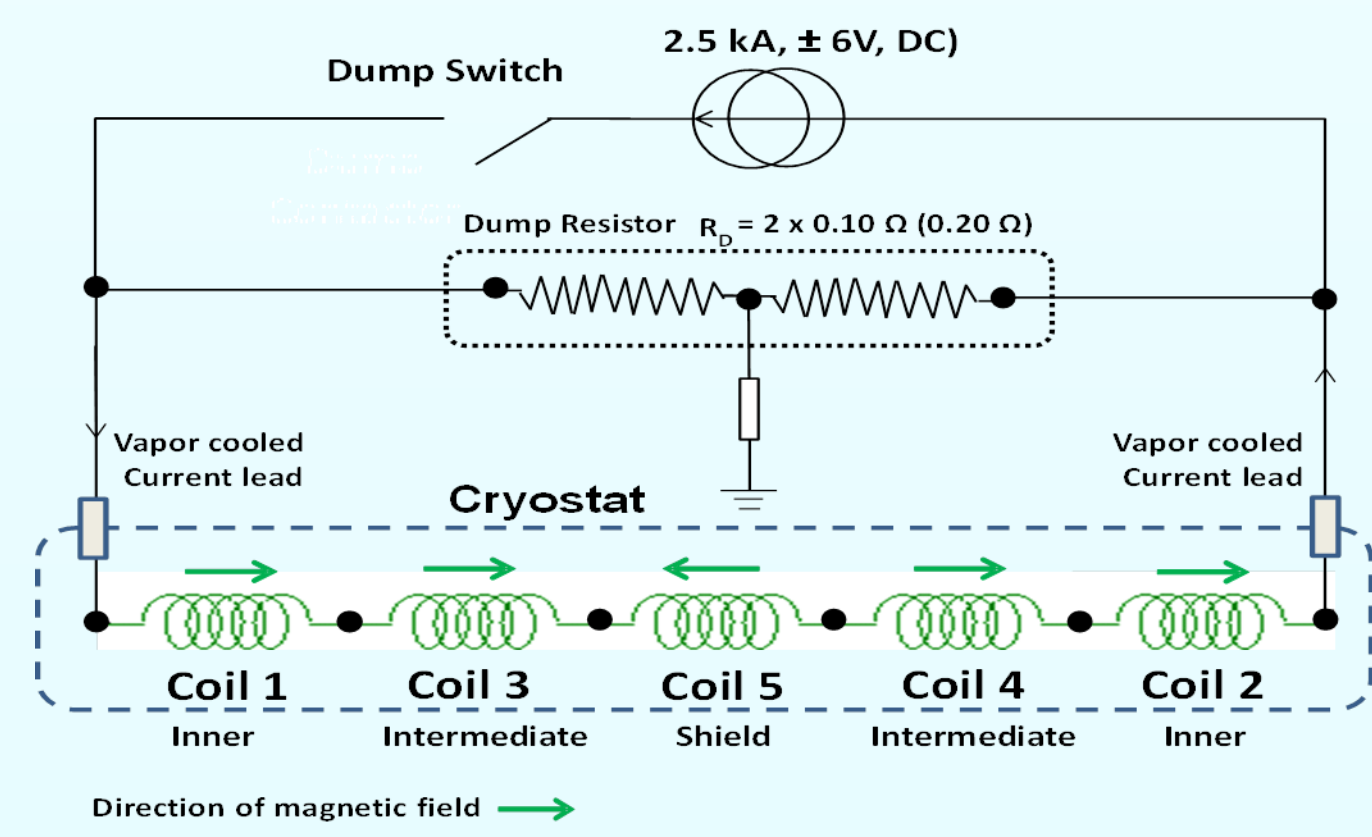 2.5 kA, ± 6V, DC)
Dump Switch
Dump Resistor R_D = 2 x 0.10 Ω (0.20 Ω)
Vapor cooled
Current lead
Vapor cooled
Current lead
Cryostat
Coil 1
Coil 3
Coil 5
Coil 4
Coil 2
Inner
Intermediate
Shield
Intermediate
Inner
Direction of magnetic field